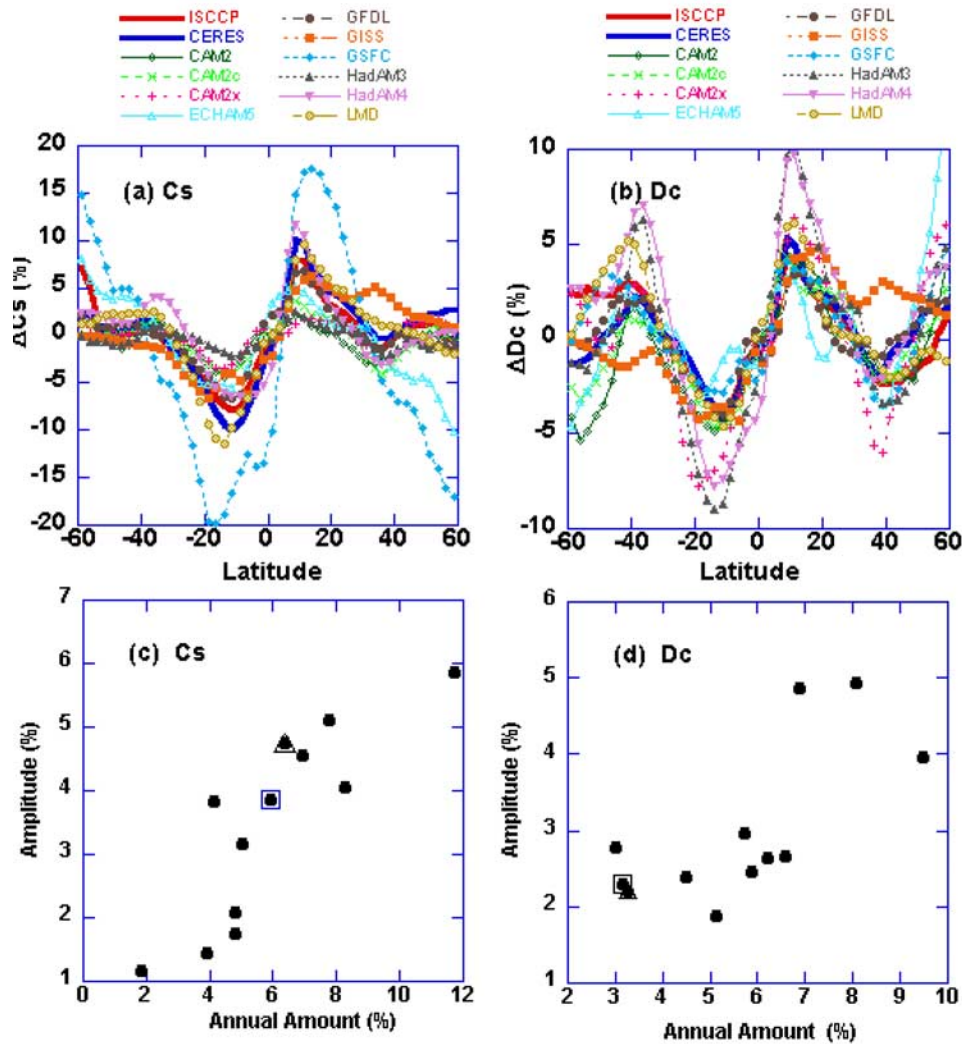 ISCCP
CERES
CAM2
CAM2c
CAM2x
ECHAM5
GFDL
GISS
GSFC
HadAM3
HadAM4
LMD
ISCCP
CERES
CAM2
CAM2c
CAM2x
ECHAM5
GFDL
GISS
GSFC
HadAM3
HadAM4
LMD
20
15
10
5
0
-5
-10
-15
-20
ΔCs (%)
(a) Cs
-60 -40 -20 0 20 40 60
Latitude
10
5
0
-5
-10
ΔDc (%)
(b) Dc
-60 -40 -20 0 20 40 60
Latitude
7
6
5
4
3
2
1
Amplitude (%)
(c) Cs
0 2 4 6 8 10 12
Annual Amount (%)
6
5
4
3
2
1
Amplitude (%)
(d) Dc
2 3 4 5 6 7 8 9 10
Annual Amount (%)